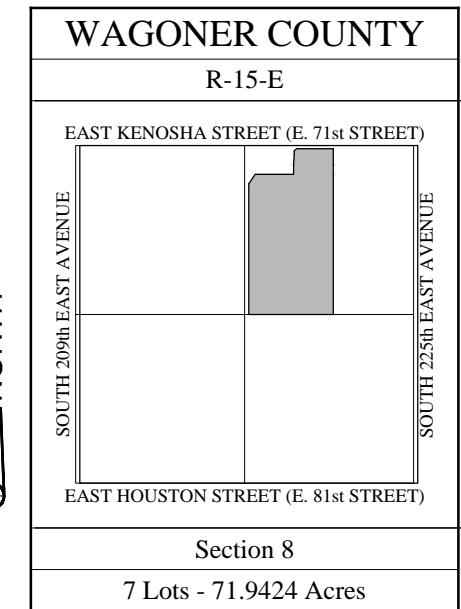 WAGONER COUNTY
R-15-E
EAST KENOSHA STREET (E. 71st STREET)
SOUTH 209th EAST AVENUE
SOUTH 225th EAST AVENUE
EAST HOUSTON STREET (E. 81st STREET)
Section 8
7 Lots - 71.9424 Acres